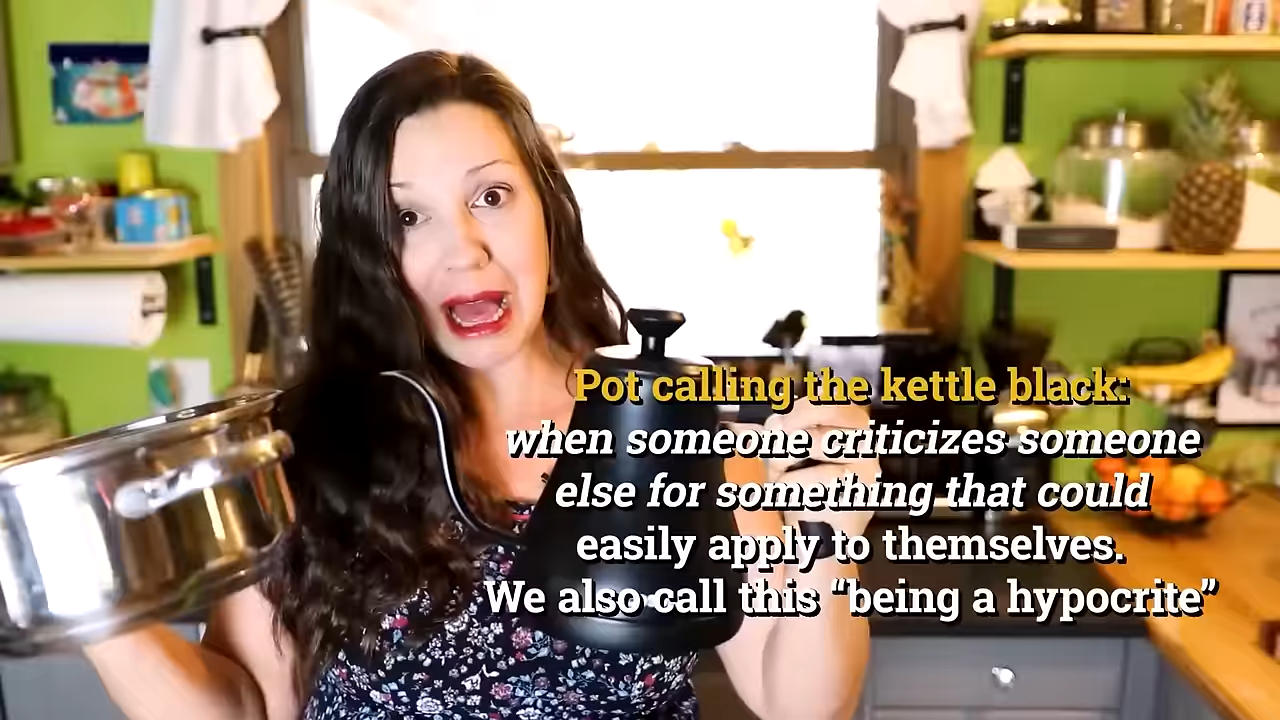 Pot calling the kettle black:
when someone criticizes someone
else for something that could
easily apply to themselves.
We also call this “being a hypocrite”